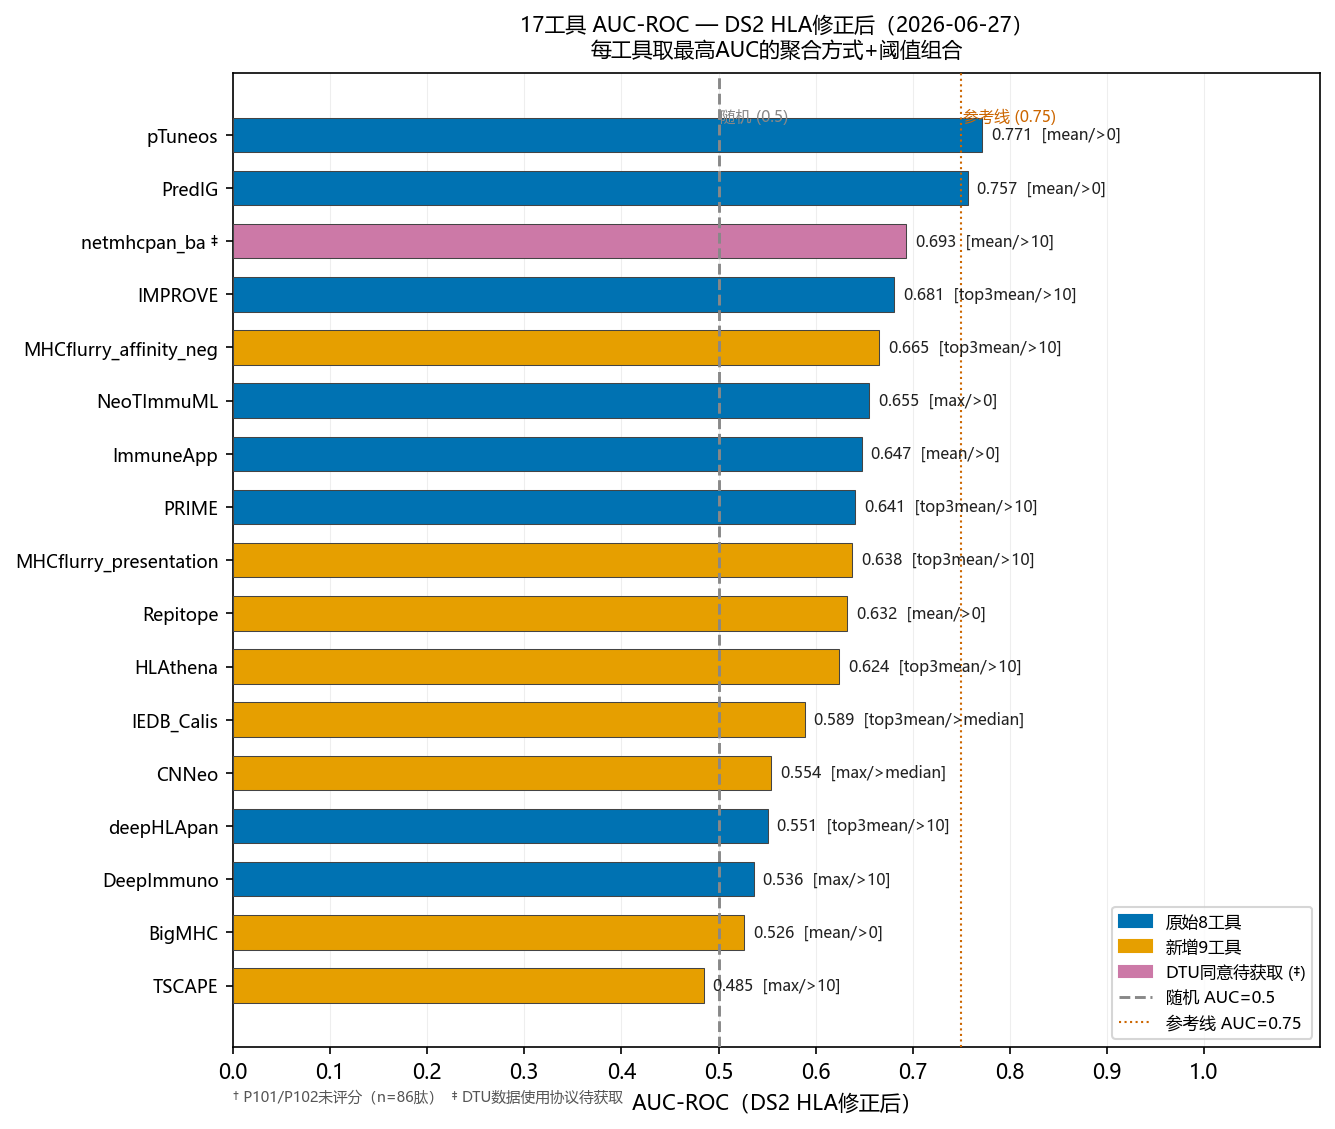 17工具 AUC-ROC — DS2 HLA修正后（2026-06-27）
每工具取最高AUC的聚合方式+阈值组合
随机 (0.5)
参考线 (0.75)
pTuneos 0.771 [mean/>0]
PredIG 0.757 [mean/>0]
netmhcpan_ba ‡ 0.693 [mean/>10]
IMPROVE 0.681 [top3mean/>10]
MHCflurry_affinity_neg 0.665 [top3mean/>10]
NeoTImmuML 0.655 [max/>0]
ImmuneApp 0.647 [mean/>0]
PRIME 0.641 [top3mean/>10]
MHCflurry_presentation 0.638 [top3mean/>10]
Repitope 0.632 [mean/>0]
HLAthena 0.624 [top3mean/>10]
IEDB_Calis 0.589 [top3mean/>median]
CNNeo 0.554 [max/>median]
deepHLApan 0.551 [top3mean/>10]
DeepImmuno 0.536 [max/>10]
BigMHC 0.526 [mean/>0]
TSCAPE 0.485 [max/>10]
原始8工具
新增9工具
DTU同意待获取 (‡)
随机 AUC=0.5
参考线 AUC=0.75
0.0 0.1 0.2 0.3 0.4 0.5 0.6 0.7 0.8 0.9 1.0
† P101/P102未评分（n=86肽） ‡ DTU数据使用协议待获取
AUC-ROC（DS2 HLA修正后）